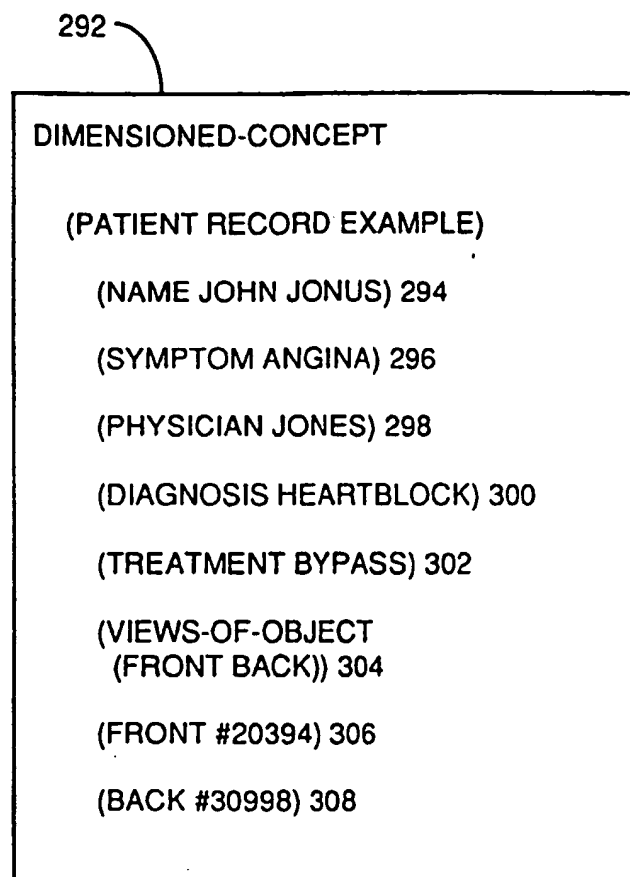 292
DIMENSIONED-CONCEPT
(PATIENT RECORD EXAMPLE)
(NAME JOHN JONUS) 294
(SYMPTOM ANGINA) 296
(PHYSICIAN JONES) 298
(DIAGNOSIS HEARTBLOCK) 300
(TREATMENT BYPASS) 302
(VIEWS-OF-OBJECT
(FRONT BACK)) 304
(FRONT #20394) 306
(BACK #30998) 308